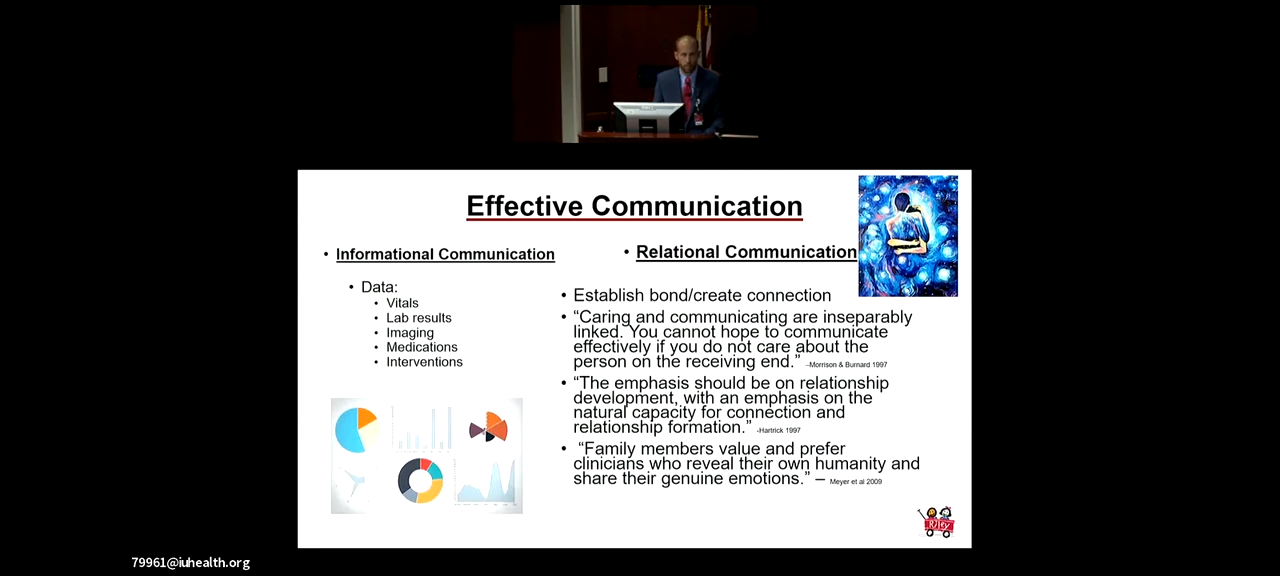 Effective Communication
• Informational Communication
• Data:
• Vitals
• Lab results
• Imaging
• Medications
• Interventions
• Relational Communication
• Establish bond/create connection
• “Caring and communicating are inseparably
linked. You cannot hope to communicate
effectively if you do not care about the
person on the receiving end.” –Morrison & Burnard 1997
• “The emphasis should be on relationship
development, with an emphasis on the
natural capacity for connection and
relationship formation.” -Hartrick 1997
• “Family members value and prefer
clinicians who reveal their own humanity and
share their genuine emotions.” – Meyer et al 2009
Riley
79961@iuhealth.org